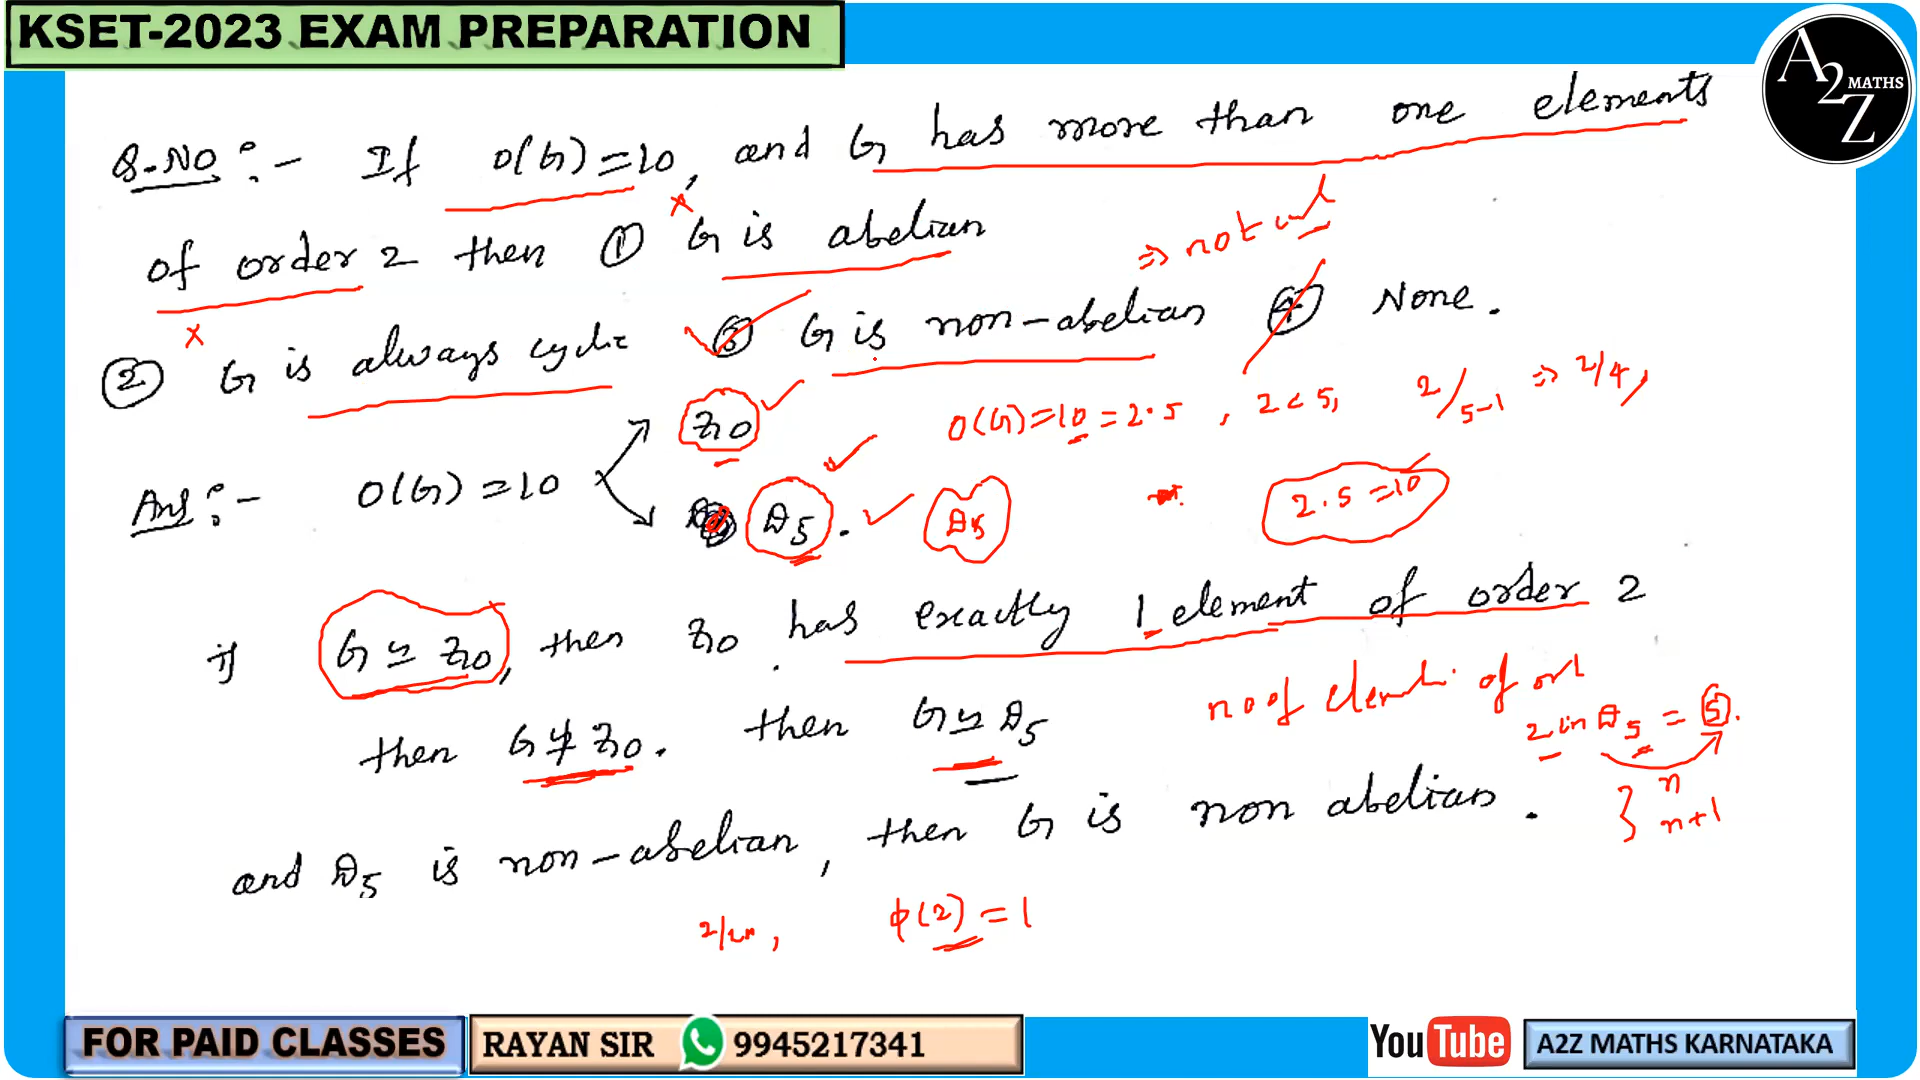 KSET-2023 EXAM PREPARATION
A2Z MATHS
Q.NO :- If O(G)=10, and G has more than one elements
of order 2 then ① G is abelian
⇒ not
② G is always cyclic ③ G is non-abelian ④ None.
O(G)=10=2·5, 2<5, 2/5-1 ⇒ 2/4,
Ans :- O(G)=10 Z10
D5. D5
2·5=10
if G ≃ Z10, then Z10 has exactly 1 element of order 2
then G ≄ Z10. then G ≃ D5
no of of
2 in D5 = 5.
n
n+1
and D5 is non-abelian, then G is non abelian.
ϕ(2)=1
FOR PAID CLASSES
RAYAN SIR 9945217341
YouTube
A2Z MATHS KARNATAKA